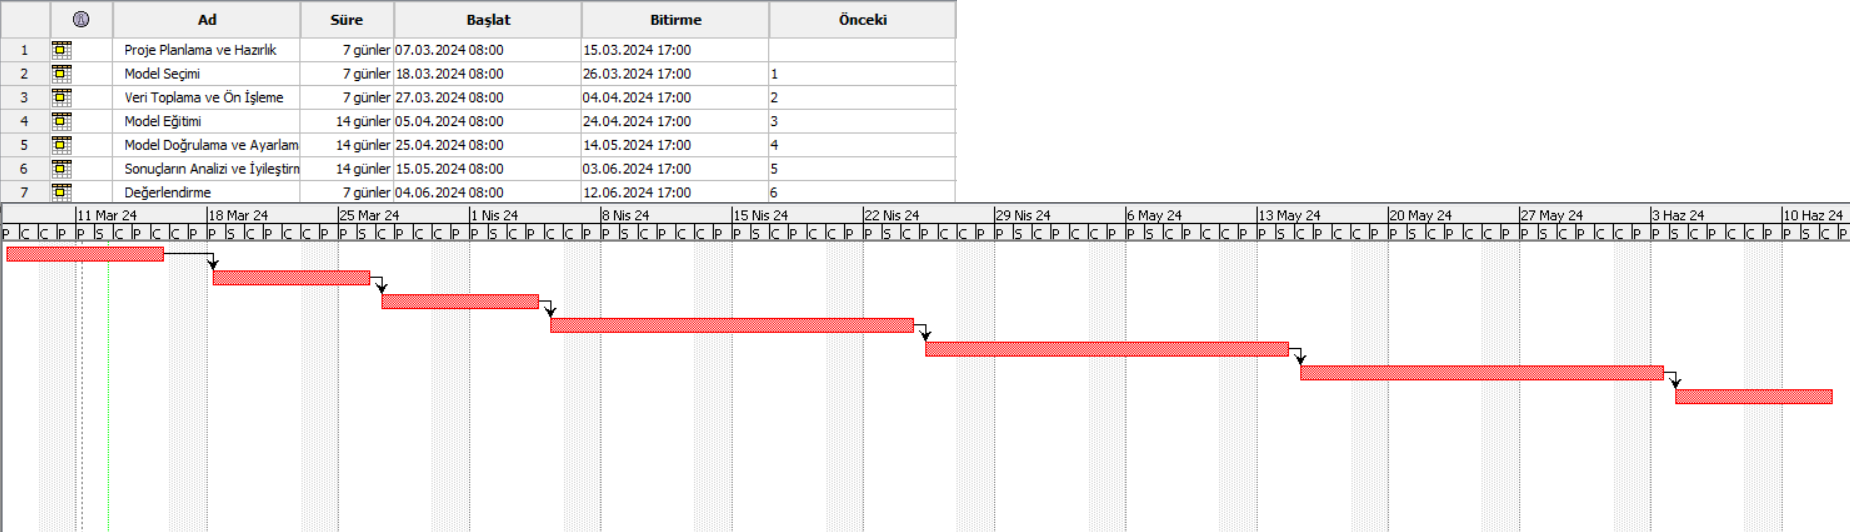 Ad Süre Başlat Bitirme Önceki
1 Proje Planlama ve Hazırlık 7 günler 07.03.2024 08:00 15.03.2024 17:00
2 Model Seçimi 7 günler 18.03.2024 08:00 26.03.2024 17:00 1
3 Veri Toplama ve Ön İşleme 7 günler 27.03.2024 08:00 04.04.2024 17:00 2
4 Model Eğitimi 14 günler 05.04.2024 08:00 24.04.2024 17:00 3
5 Model Doğrulama ve Ayarlam 14 günler 25.04.2024 08:00 14.05.2024 17:00 4
6 Sonuçların Analizi ve İyileştirm 14 günler 15.05.2024 08:00 03.06.2024 17:00 5
7 Değerlendirme 7 günler 04.06.2024 08:00 12.06.2024 17:00 6
11 Mar 24 18 Mar 24 25 Mar 24 1 Nis 24 8 Nis 24 15 Nis 24 22 Nis 24 29 Nis 24 6 May 24 13 May 24 20 May 24 27 May 24 3 Haz 24 10 Haz 24
P C C P P S C P C C P P S C P C C P P S C P C C P P S C P C C P P S C P C C P P S C P C C P P S C P C C P P S C P C C P P S C P C C P P S C P C C P P S C P C C P P S C P C C P P S C P C C P P S C P